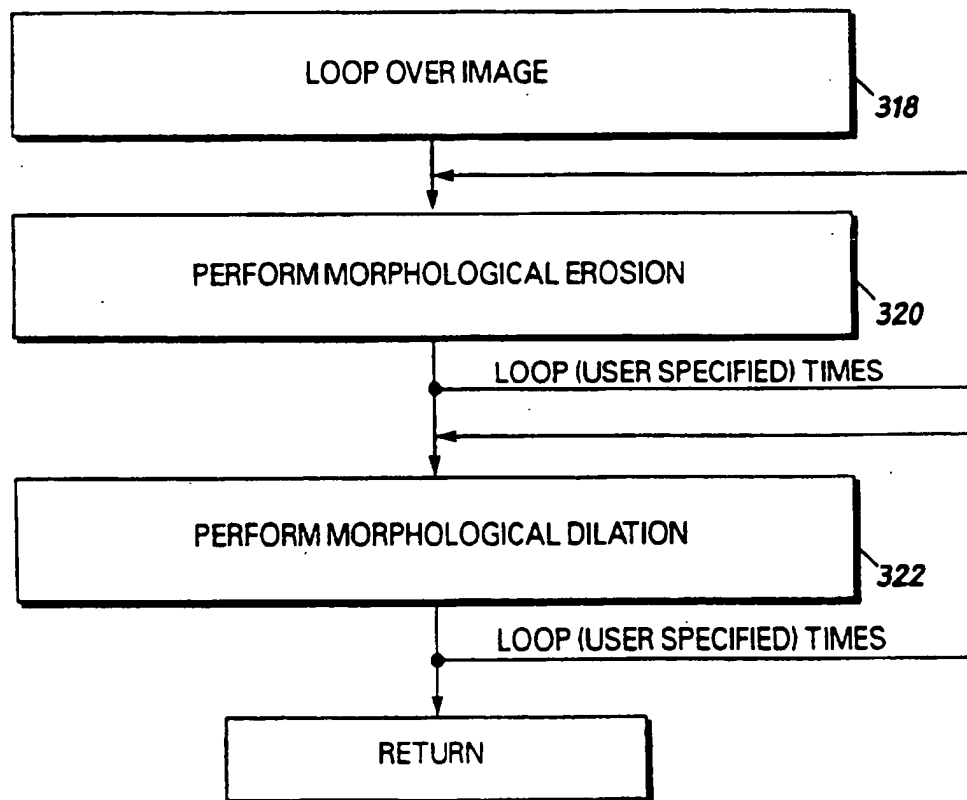 LOOP OVER IMAGE
318
PERFORM MORPHOLOGICAL EROSION
320
LOOP (USER SPECIFIED) TIMES
PERFORM MORPHOLOGICAL DILATION
322
LOOP (USER SPECIFIED) TIMES
RETURN